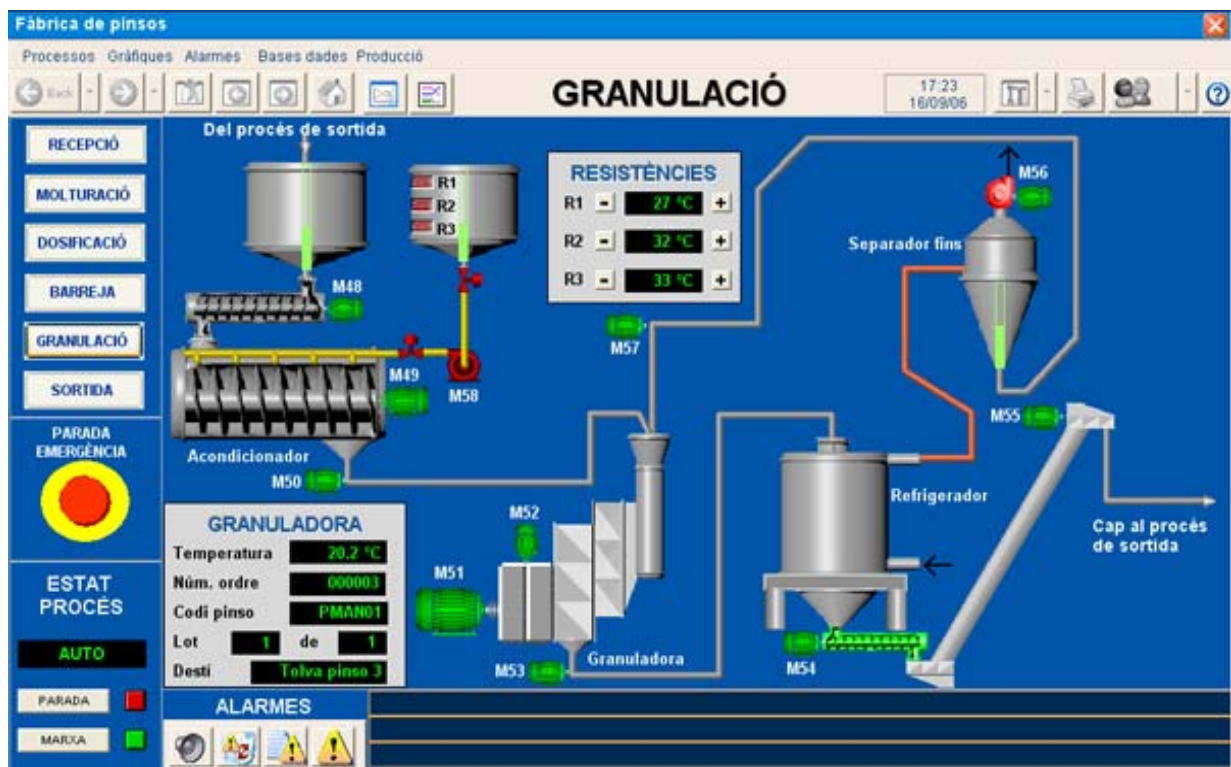 Fàbrica de pinsos
Processos Gràfiques Alarmes Bases dades Producció
Back
GRANULACIÓ
17:23
16/09/06
RECEPCIÓ
MOLTURACIÓ
DOSIFICACIÓ
BARREJA
GRANULACIÓ
SORTIDA
PARADA
EMERGÈNCIA
ESTAT
PROCÉS
AUTO
PARADA
MARXA
Del procés de sortida
R1
R2
R3
M48
M49
M58
Acondicionador
M50
RESISTÈNCIES
R1 - 27 ºC +
R2 - 32 ºC +
R3 - 33 ºC +
M57
M56
Separador fins
M55
Refrigerador
Cap al procés
de sortida
GRANULADORA
Temperatura 20.2 ºC
Núm. ordre 000003
Codi pinso PMAN01
Lot 1 de 1
Destí Tolva pinso 3
M52
M51
M53
Granuladora
M54
ALARMES